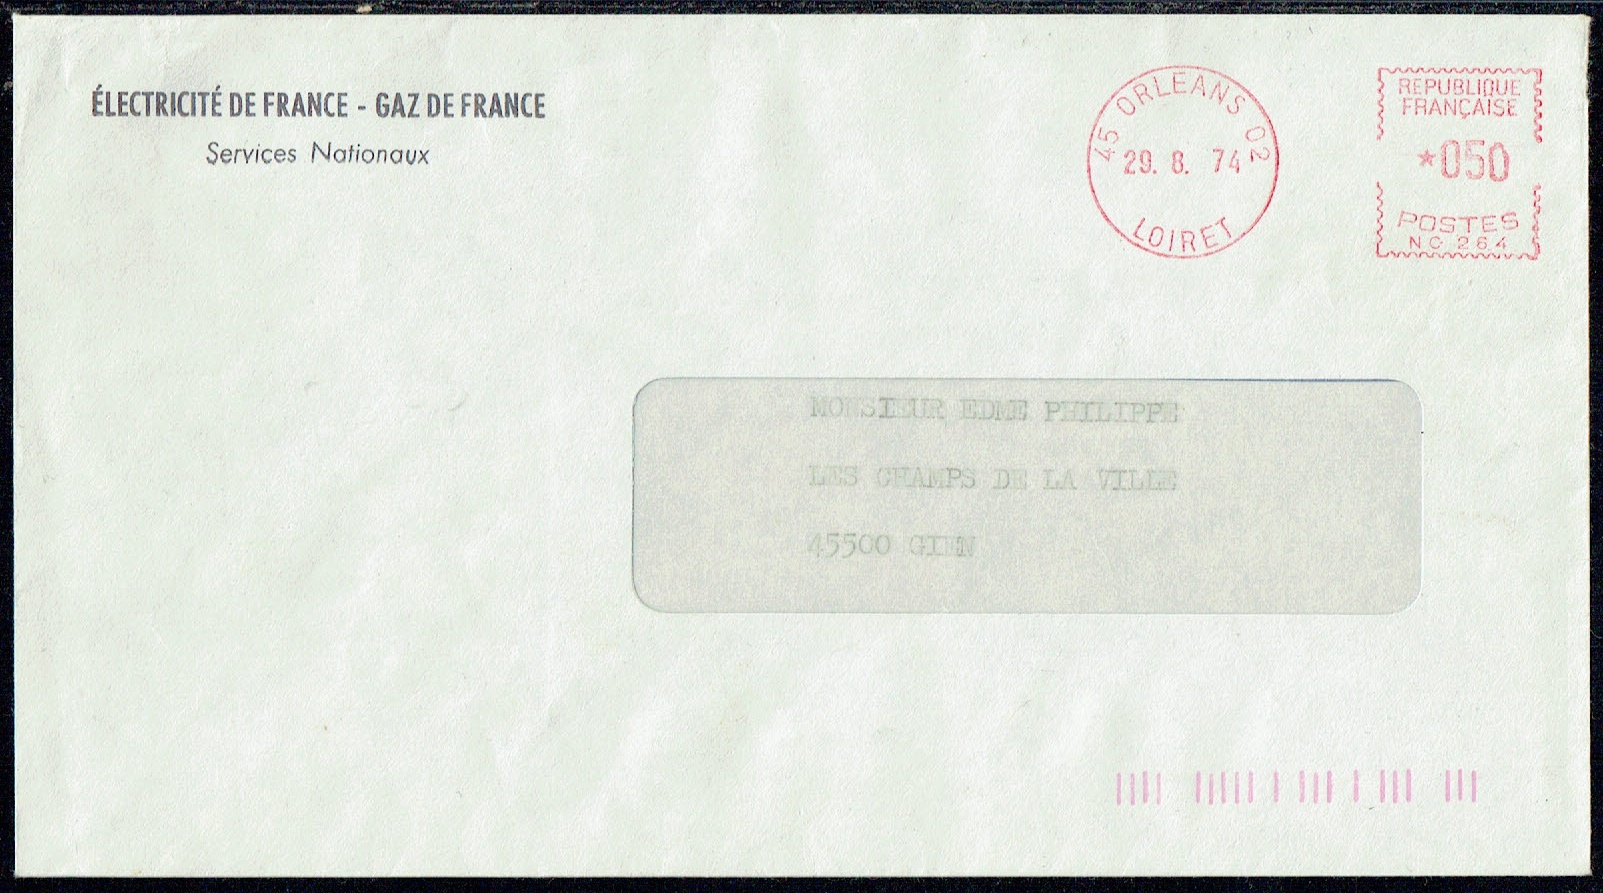 ÉLECTRICITÉ DE FRANCE - GAZ DE FRANCE
Services Nationaux
45 ORLEANS 02
29. 8. 74
LOIRET
REPUBLIQUE
FRANÇAISE
*050
POSTES
N C 264
MONSIEUR EDME PHILIPPE
LES CHAMPS DE LA VILLE
45500 GIEN